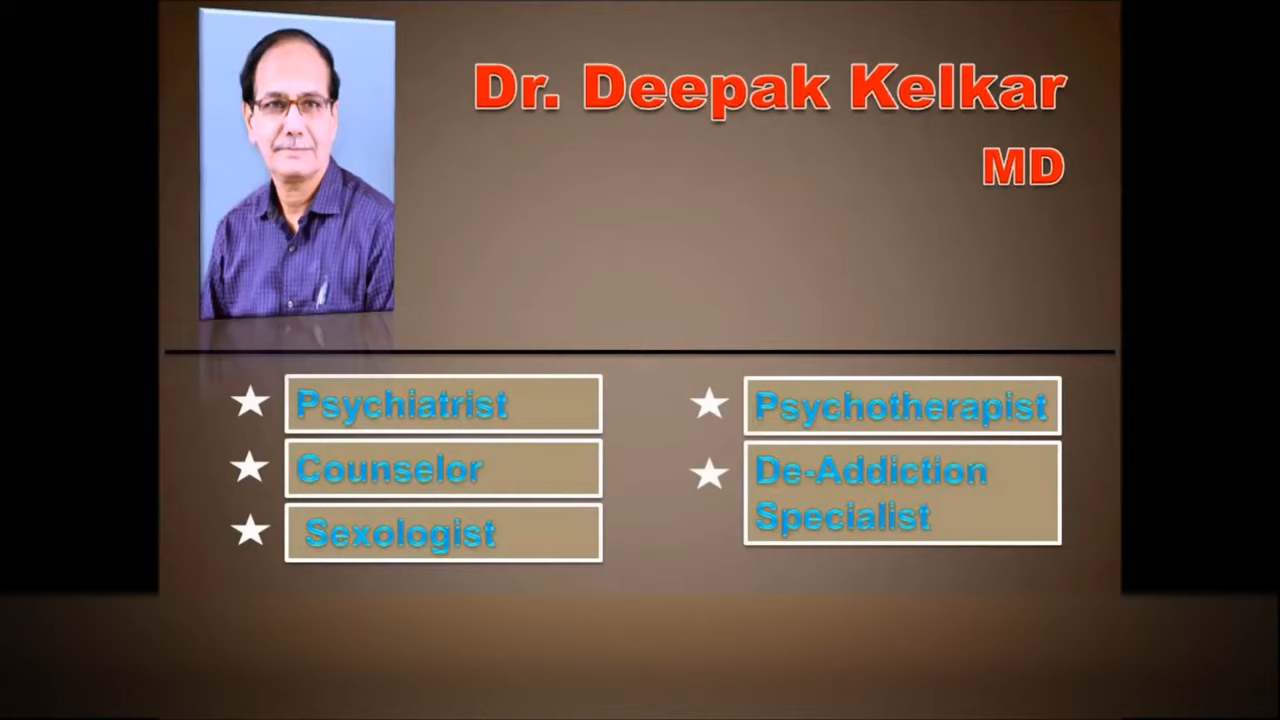 Dr. Deepak Kelkar
MD
Psychiatrist
Counselor
Sexologist
Psychotherapist
De-Addiction
Specialist